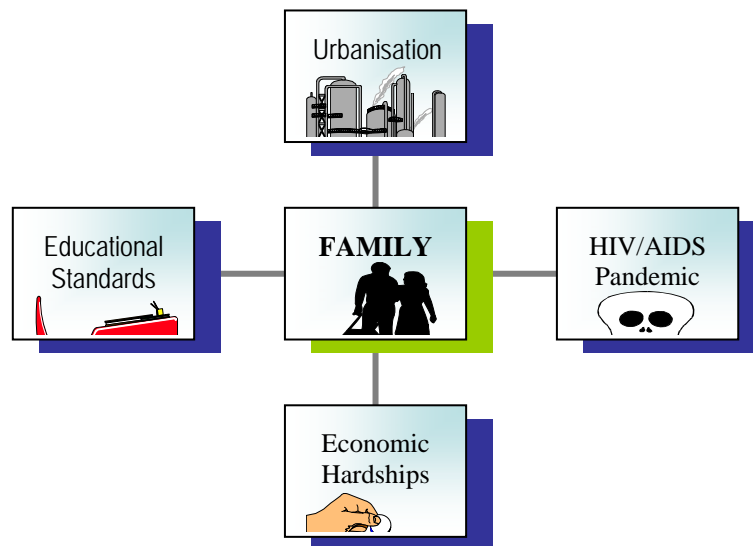 Urbanisation
Educational
Standards
FAMILY
HIV/AIDS
Pandemic
Economic
Hardships